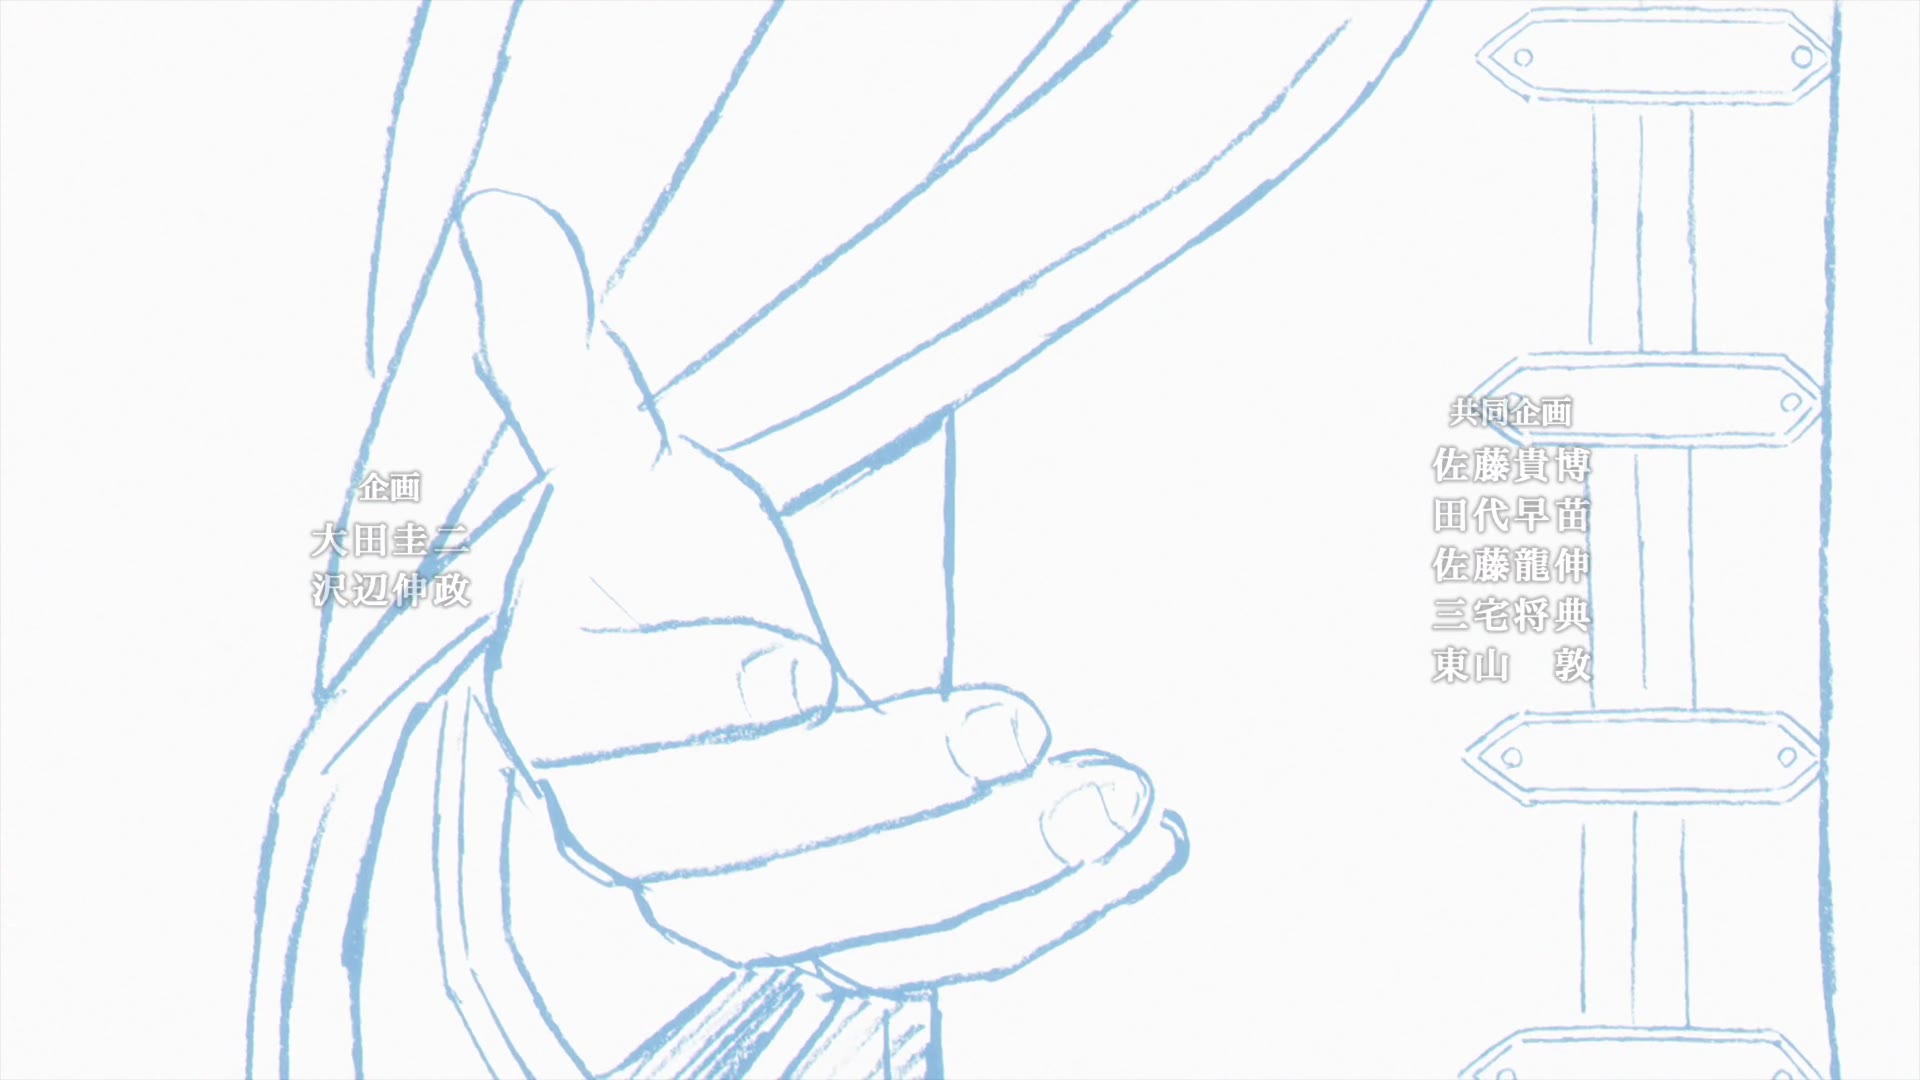 企画
大田圭二
沢辺伸政
共同企画
佐藤貴博
田代早苗
佐藤龍伸
三宅将典
東山　敦